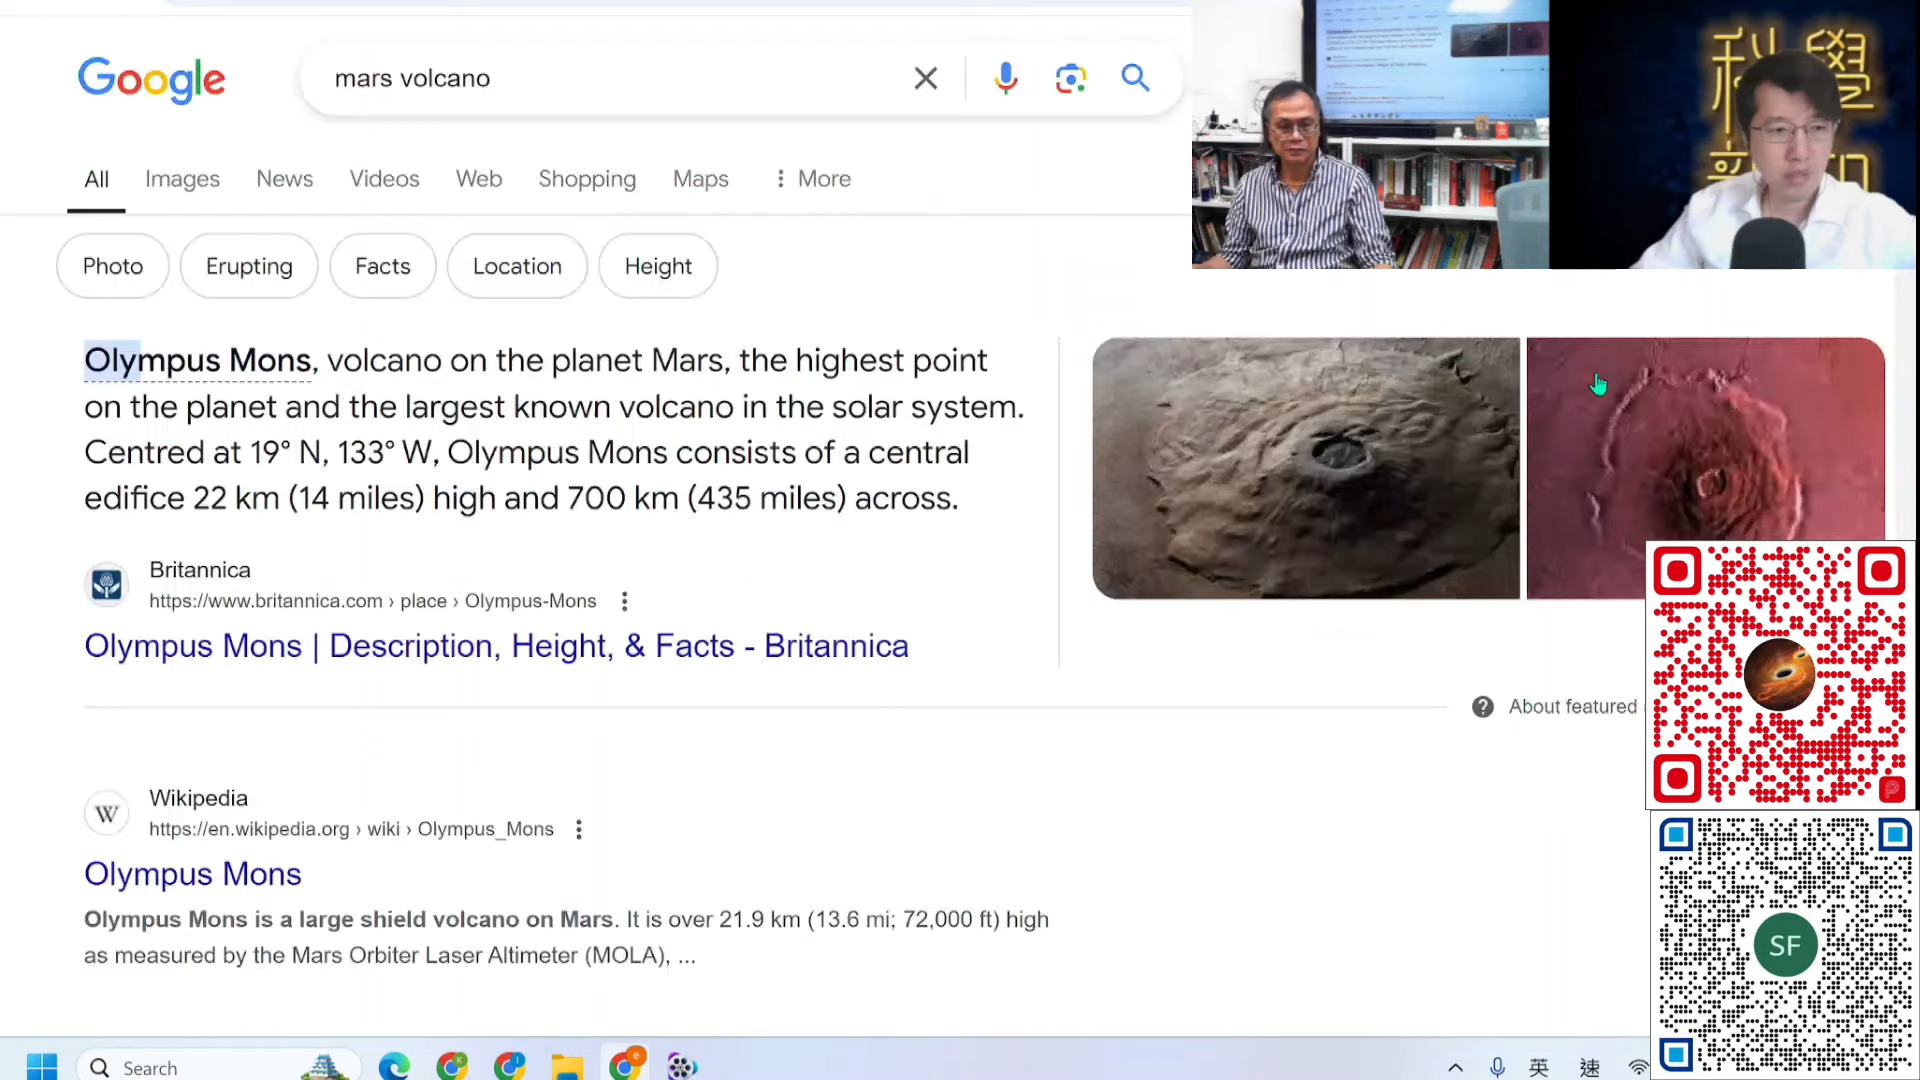 Google
mars volcano
All
Images
News
Videos
Web
Shopping
Maps
More
Photo
Erupting
Facts
Location
Height
Olympus Mons, volcano on the planet Mars, the highest point
on the planet and the largest known volcano in the solar system.
Centred at 19° N, 133° W, Olympus Mons consists of a central
edifice 22 km (14 miles) high and 700 km (435 miles) across.
Britannica
https://www.britannica.com › place › Olympus-Mons
Olympus Mons | Description, Height, & Facts - Britannica
About featured
Wikipedia
https://en.wikipedia.org › wiki › Olympus_Mons
Olympus Mons
Olympus Mons is a large shield volcano on Mars. It is over 21.9 km (13.6 mi; 72,000 ft) high
as measured by the Mars Orbiter Laser Altimeter (MOLA), ...
科學
SF
Search
英
速